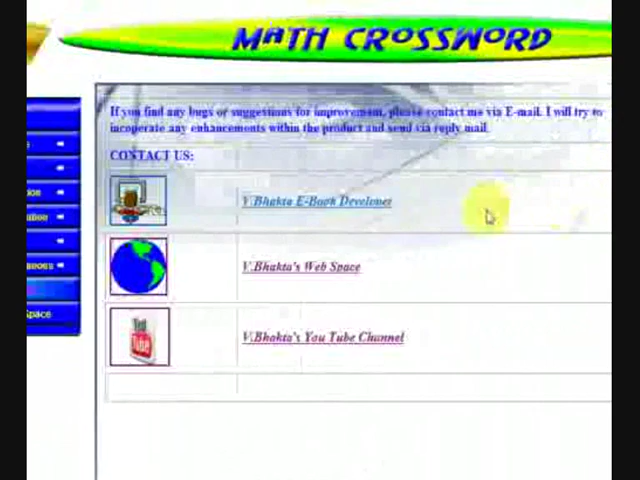 MATH CROSSWORD
If you find any bugs or suggestions for improvement, please contact me via E-mail. I will try to
incoperate any enhancements within the product and send via reply mail.
CONTACT US:
V.Bhakta E-Book Developer
V.Bhakta's Web Space
Space
You
Tube
V.Bhakta's You Tube Channel